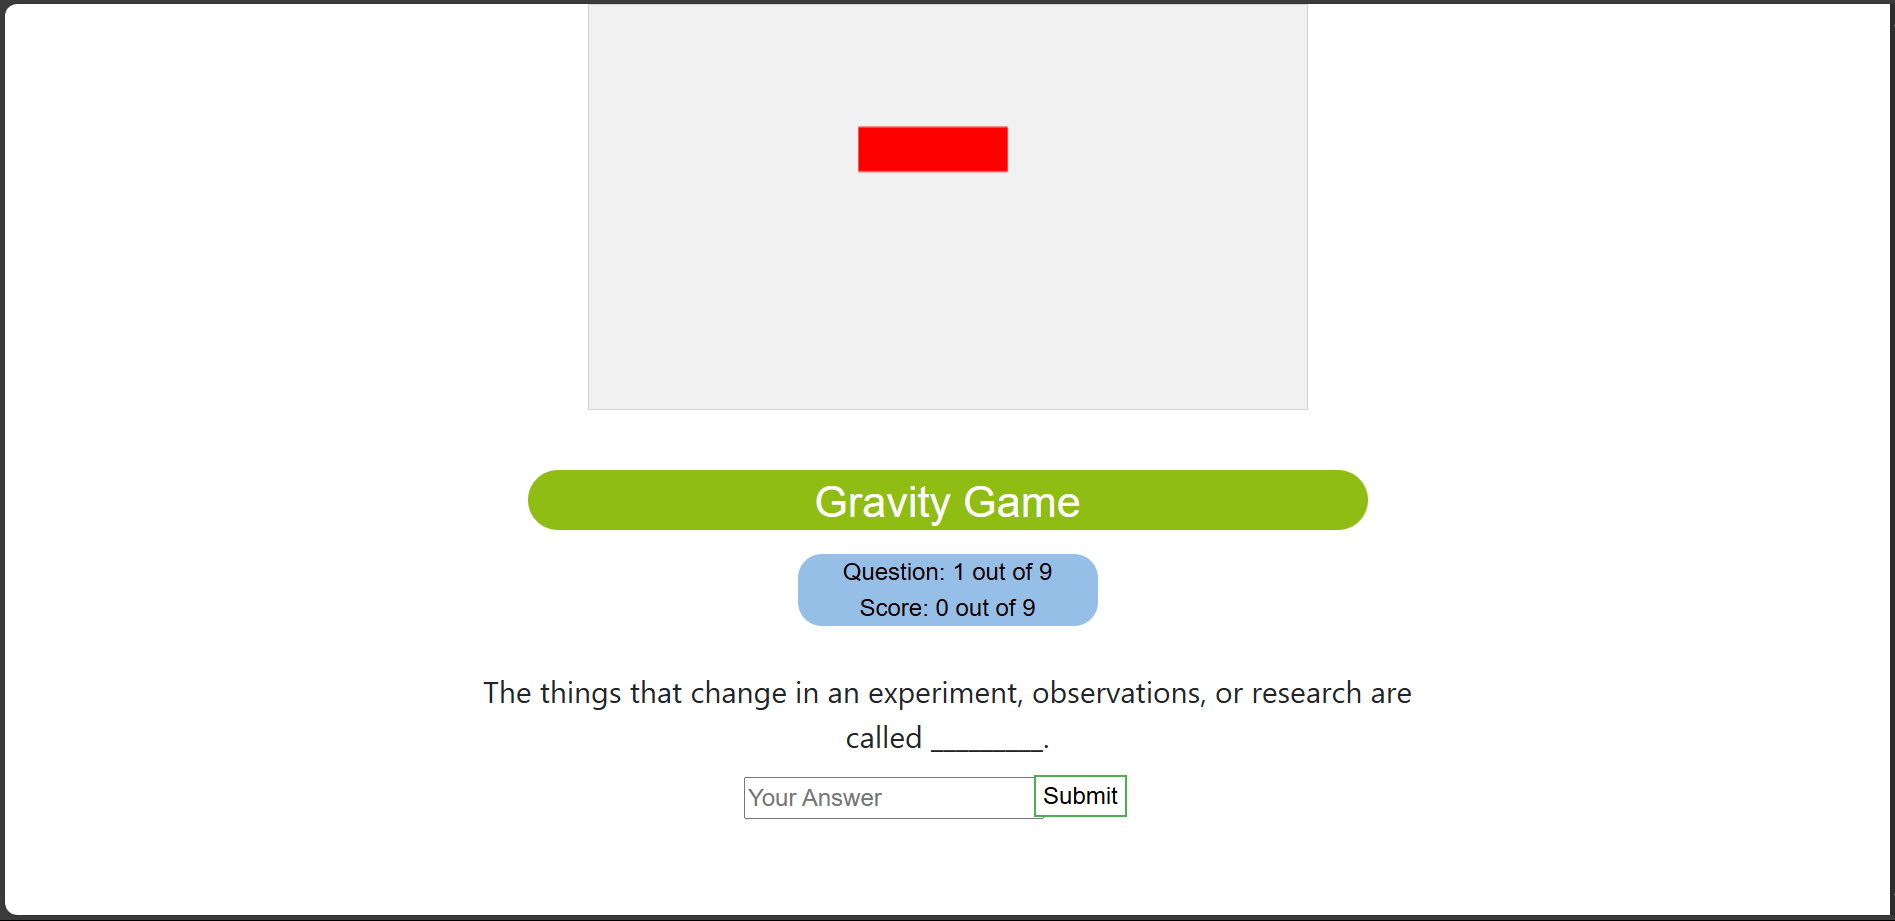 Gravity Game
Question: 1 out of 9
Score: 0 out of 9
The things that change in an experiment, observations, or research are
called _________.
Your Answer
Submit